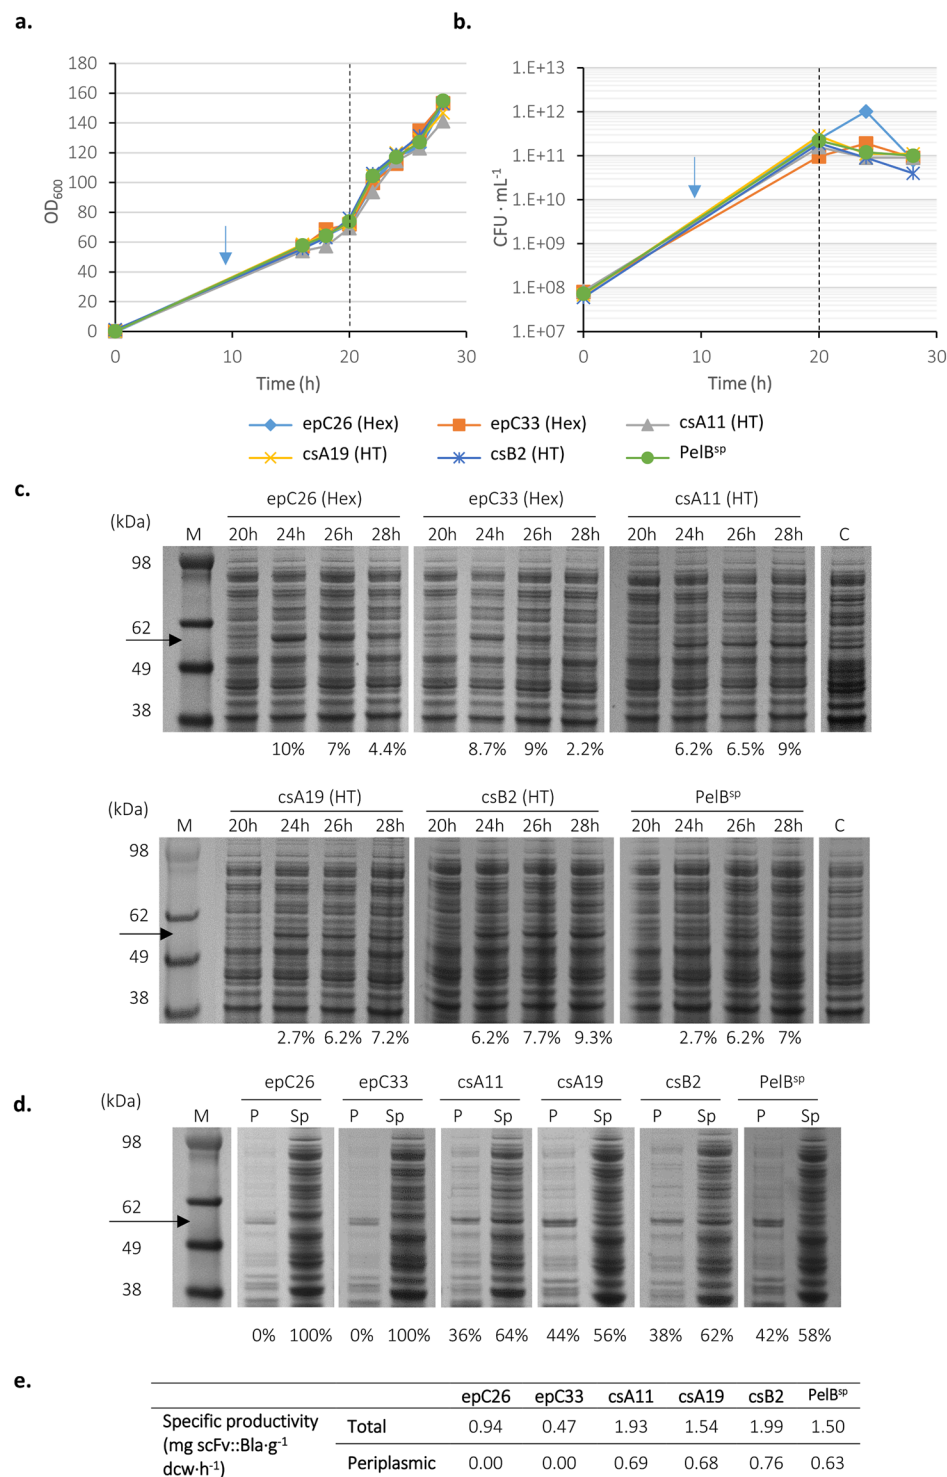 a.
b.
180
160
140
120
100
80
60
40
20
0
OD600
0 10 20 30
Time (h)
1.E+13
1.E+12
1.E+11
1.E+10
1.E+09
1.E+08
1.E+07
CFU · mL-1
0 10 20 30
Time (h)
epC26 (Hex) epC33 (Hex) csA11 (HT)
csA19 (HT) csB2 (HT) PelBsp
c.
epC26 (Hex) epC33 (Hex) csA11 (HT)
(kDa) M 20h 24h 26h 28h 20h 24h 26h 28h 20h 24h 26h 28h C
98
62
49
38
10% 7% 4.4% 8.7% 9% 2.2% 6.2% 6.5% 9%
csA19 (HT) csB2 (HT) PelBsp
(kDa) M 20h 24h 26h 28h 20h 24h 26h 28h 20h 24h 26h 28h C
98
62
49
38
2.7% 6.2% 7.2% 6.2% 7.7% 9.3% 2.7% 6.2% 7%
d.
epC26 epC33 csA11 csA19 csB2 PelBsp
(kDa) M P Sp P Sp P Sp P Sp P Sp P Sp
98
62
49
38
0% 100% 0% 100% 36% 64% 44% 56% 38% 62% 42% 58%
e.
epC26 epC33 csA11 csA19 csB2 PelBsp
Specific productivity Total 0.94 0.47 1.93 1.54 1.99 1.50
(mg scFv::Bla·g-1
dcw·h-1) Periplasmic 0.00 0.00 0.69 0.68 0.76 0.63